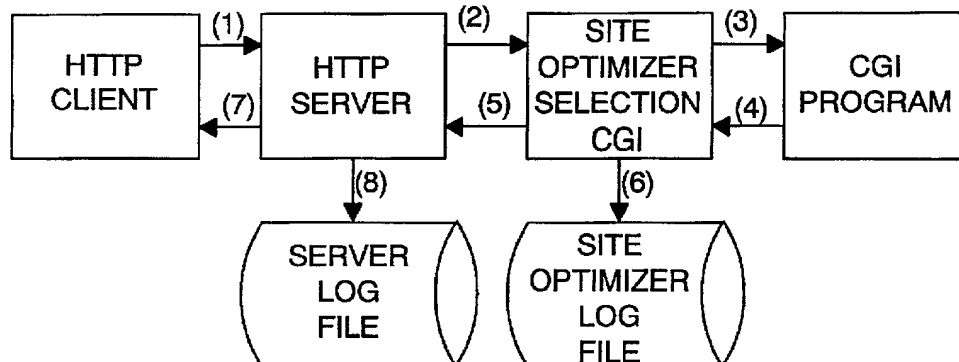 (1)
(2)
(3)
HTTP
CLIENT
HTTP
SERVER
SITE
OPTIMIZER
SELECTION
CGI
CGI
PROGRAM
(7)
(5)
(4)
(8)
(6)
SERVER
LOG
FILE
SITE
OPTIMIZER
LOG
FILE